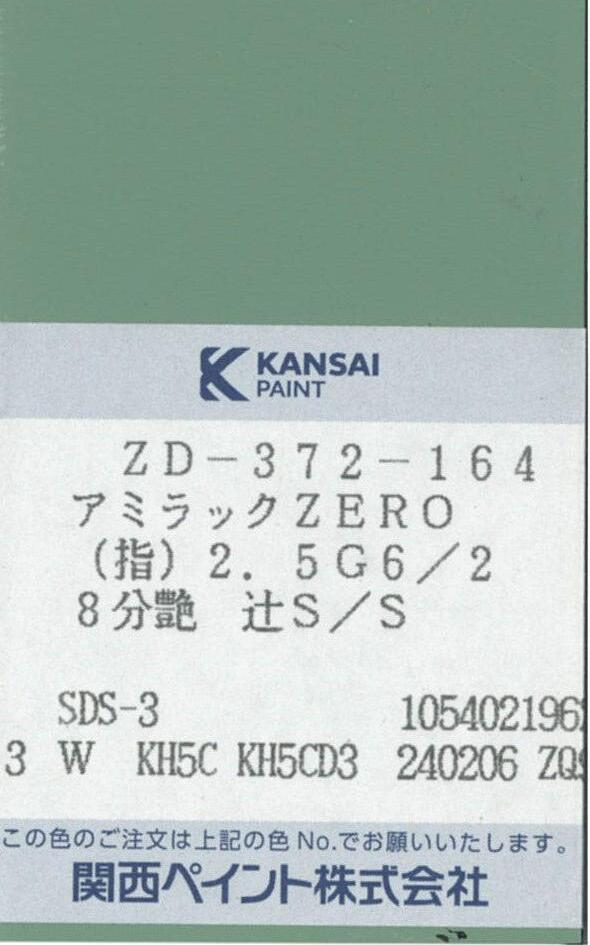 KANSAI
PAINT
ZD-372-164
アミラックZERO
(指)2.5G6/2
8分艶 辻S/S
SDS-3 105402196
3 W KH5C KH5CD3 240206 ZQ
この色のご注文は上記の色No.でお願いいたします。
関西ペイント株式会社